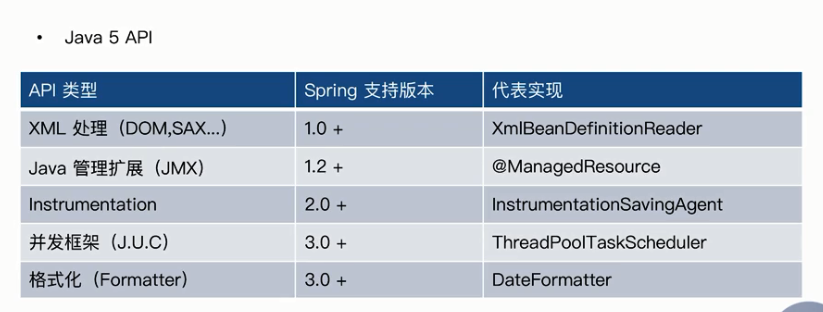 • Java 5 API
API 类型 Spring 支持版本 代表实现
XML 处理（DOM,SAX...） 1.0 + XmlBeanDefinitionReader
Java 管理扩展（JMX） 1.2 + @ManagedResource
Instrumentation 2.0 + InstrumentationSavingAgent
并发框架（J.U.C） 3.0 + ThreadPoolTaskScheduler
格式化（Formatter） 3.0 + DateFormatter